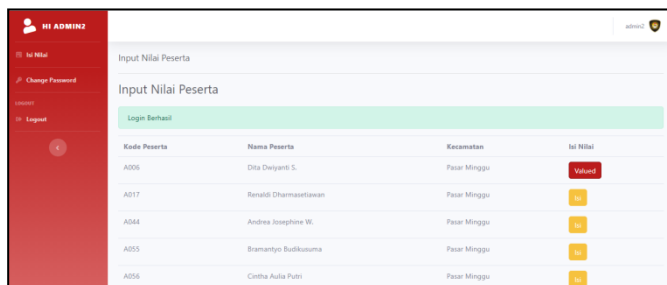 HI ADMIN2
admin2
Isi Nilai
Change Password
LOGOUT
Logout
Input Nilai Peserta
Input Nilai Peserta
Login Berhasil
Kode Peserta Nama Peserta Kecamatan Isi Nilai
A006 Dita Dwiyanti S. Pasar Minggu Valued
A017 Renaldi Dharmasetiawan Pasar Minggu Isi
A044 Andrea Josephine W. Pasar Minggu Isi
A055 Bramantyo Budikusuma Pasar Minggu Isi
A056 Cintha Aulia Putri Pasar Minggu Isi